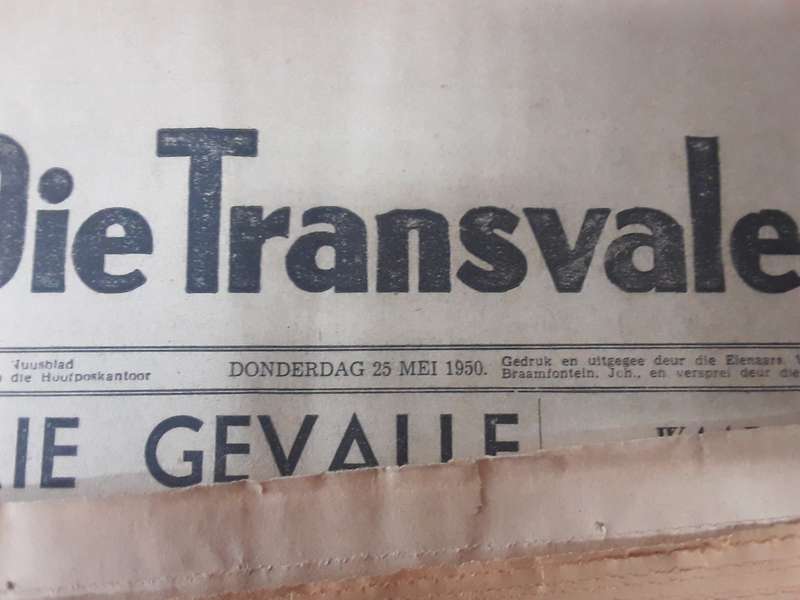 Die Transvale
Nuusblad
die Hoofposkantoor
DONDERDAG 25 MEI 1950.
Gedruk en uitgegee deur die Eienaars
Braamfontein, Joh., en versprei deur die
GEVALLE